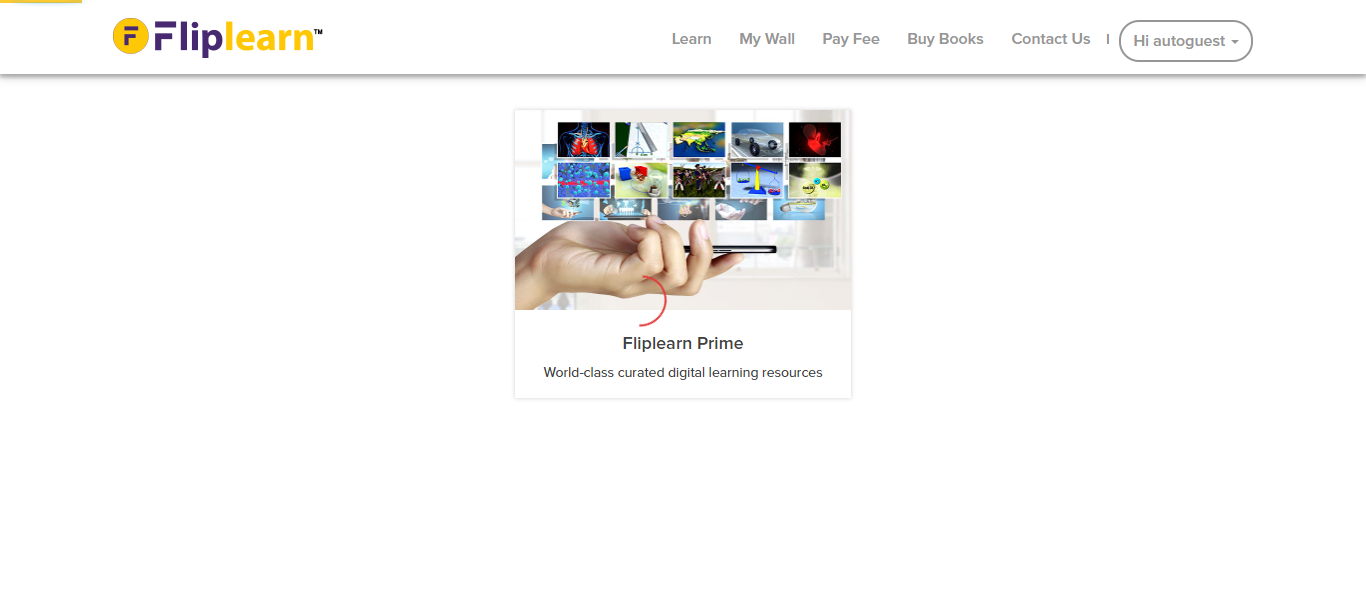 F Fliplearn™
Learn My Wall Pay Fee Buy Books Contact Us | Hi autoguest
Fliplearn Prime
World-class curated digital learning resources